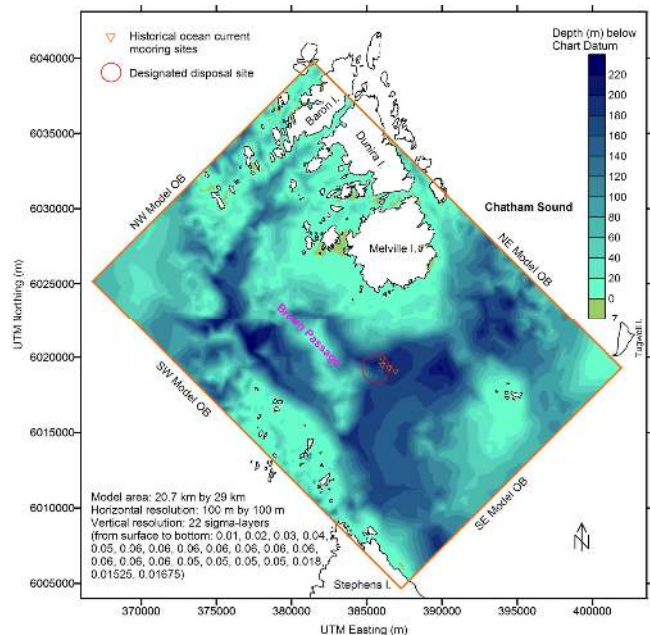 Historical ocean current
mooring sites
Designated disposal site
Depth (m) below
Chart Datum
220
200
180
160
140
120
100
80
60
40
20
0
7
6040000
6035000
6030000
6025000
6020000
6015000
6010000
6005000
UTM Northing (m)
Baron I.
Dunira I.
Melville I.
Chatham Sound
NW Model OB
NE Model OB
Brown Passage
Tugwell I.
SW Model OB
SE Model OB
Model area: 20.7 km by 29 km
Horizontal resolution: 100 m by 100 m
Vertical resolution: 22 sigma-layers
(from surface to bottom: 0.01, 0.02, 0.03, 0.04,
0.05, 0.06, 0.06, 0.06, 0.06, 0.06, 0.06, 0.06,
0.06, 0.06, 0.06, 0.05, 0.05, 0.05, 0.05, 0.018,
0.01525, 0.01675)
Stephens I.
N
370000
375000
380000
385000
390000
395000
400000
UTM Easting (m)